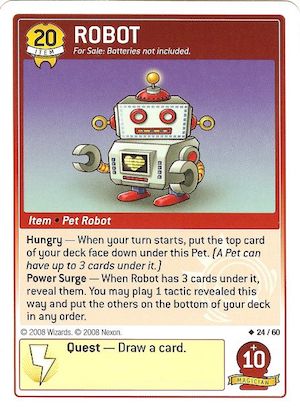 20
ITEM
ROBOT
For Sale: Batteries not included.
Item • Pet Robot
Hungry — When your turn starts, put the top card
of your deck face down under this Pet. (A Pet can
have up to 3 cards under it.)
Power Surge — When Robot has 3 cards under it,
reveal them. You may play 1 tactic revealed this
way and put the others on the bottom of your deck
in any order.
© 2008 Wizards. © 2008 Nexon.
◆ 24 / 60
Quest — Draw a card.
+
10
MAGICIAN